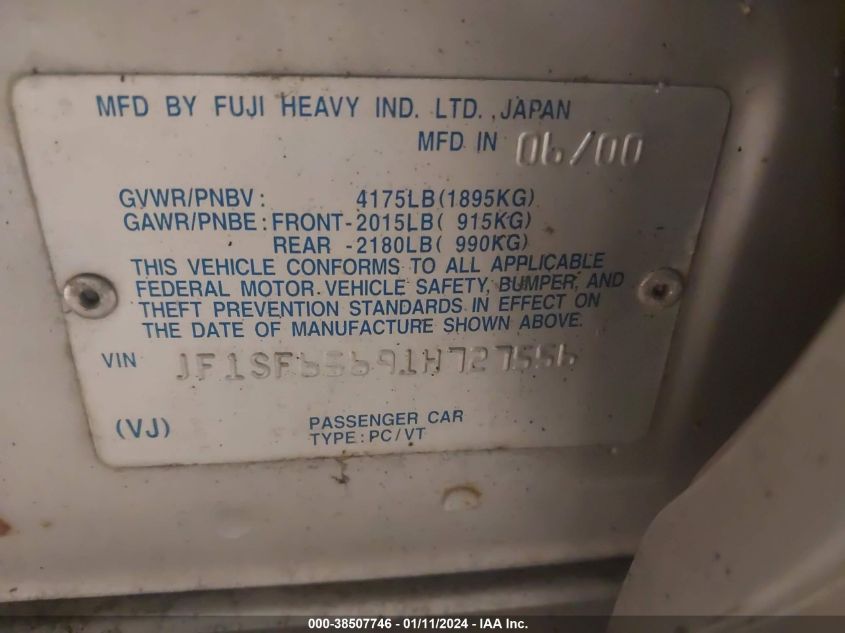 MFD BY FUJI HEAVY IND. LTD. ,JAPAN
MFD IN 06/00
GVWR/PNBV : 4175LB(1895KG)
GAWR/PNBE : FRONT-2015LB( 915KG)
REAR -2180LB( 990KG)
THIS VEHICLE CONFORMS TO ALL APPLICABLE
FEDERAL MOTOR VEHICLE SAFETY, BUMPER, AND
THEFT PREVENTION STANDARDS IN EFFECT ON
THE DATE OF MANUFACTURE SHOWN ABOVE.
VIN JF1SF65691H727556
(VJ)
PASSENGER CAR
TYPE : PC/VT
000-38507746 - 01/11/2024 - IAA Inc.